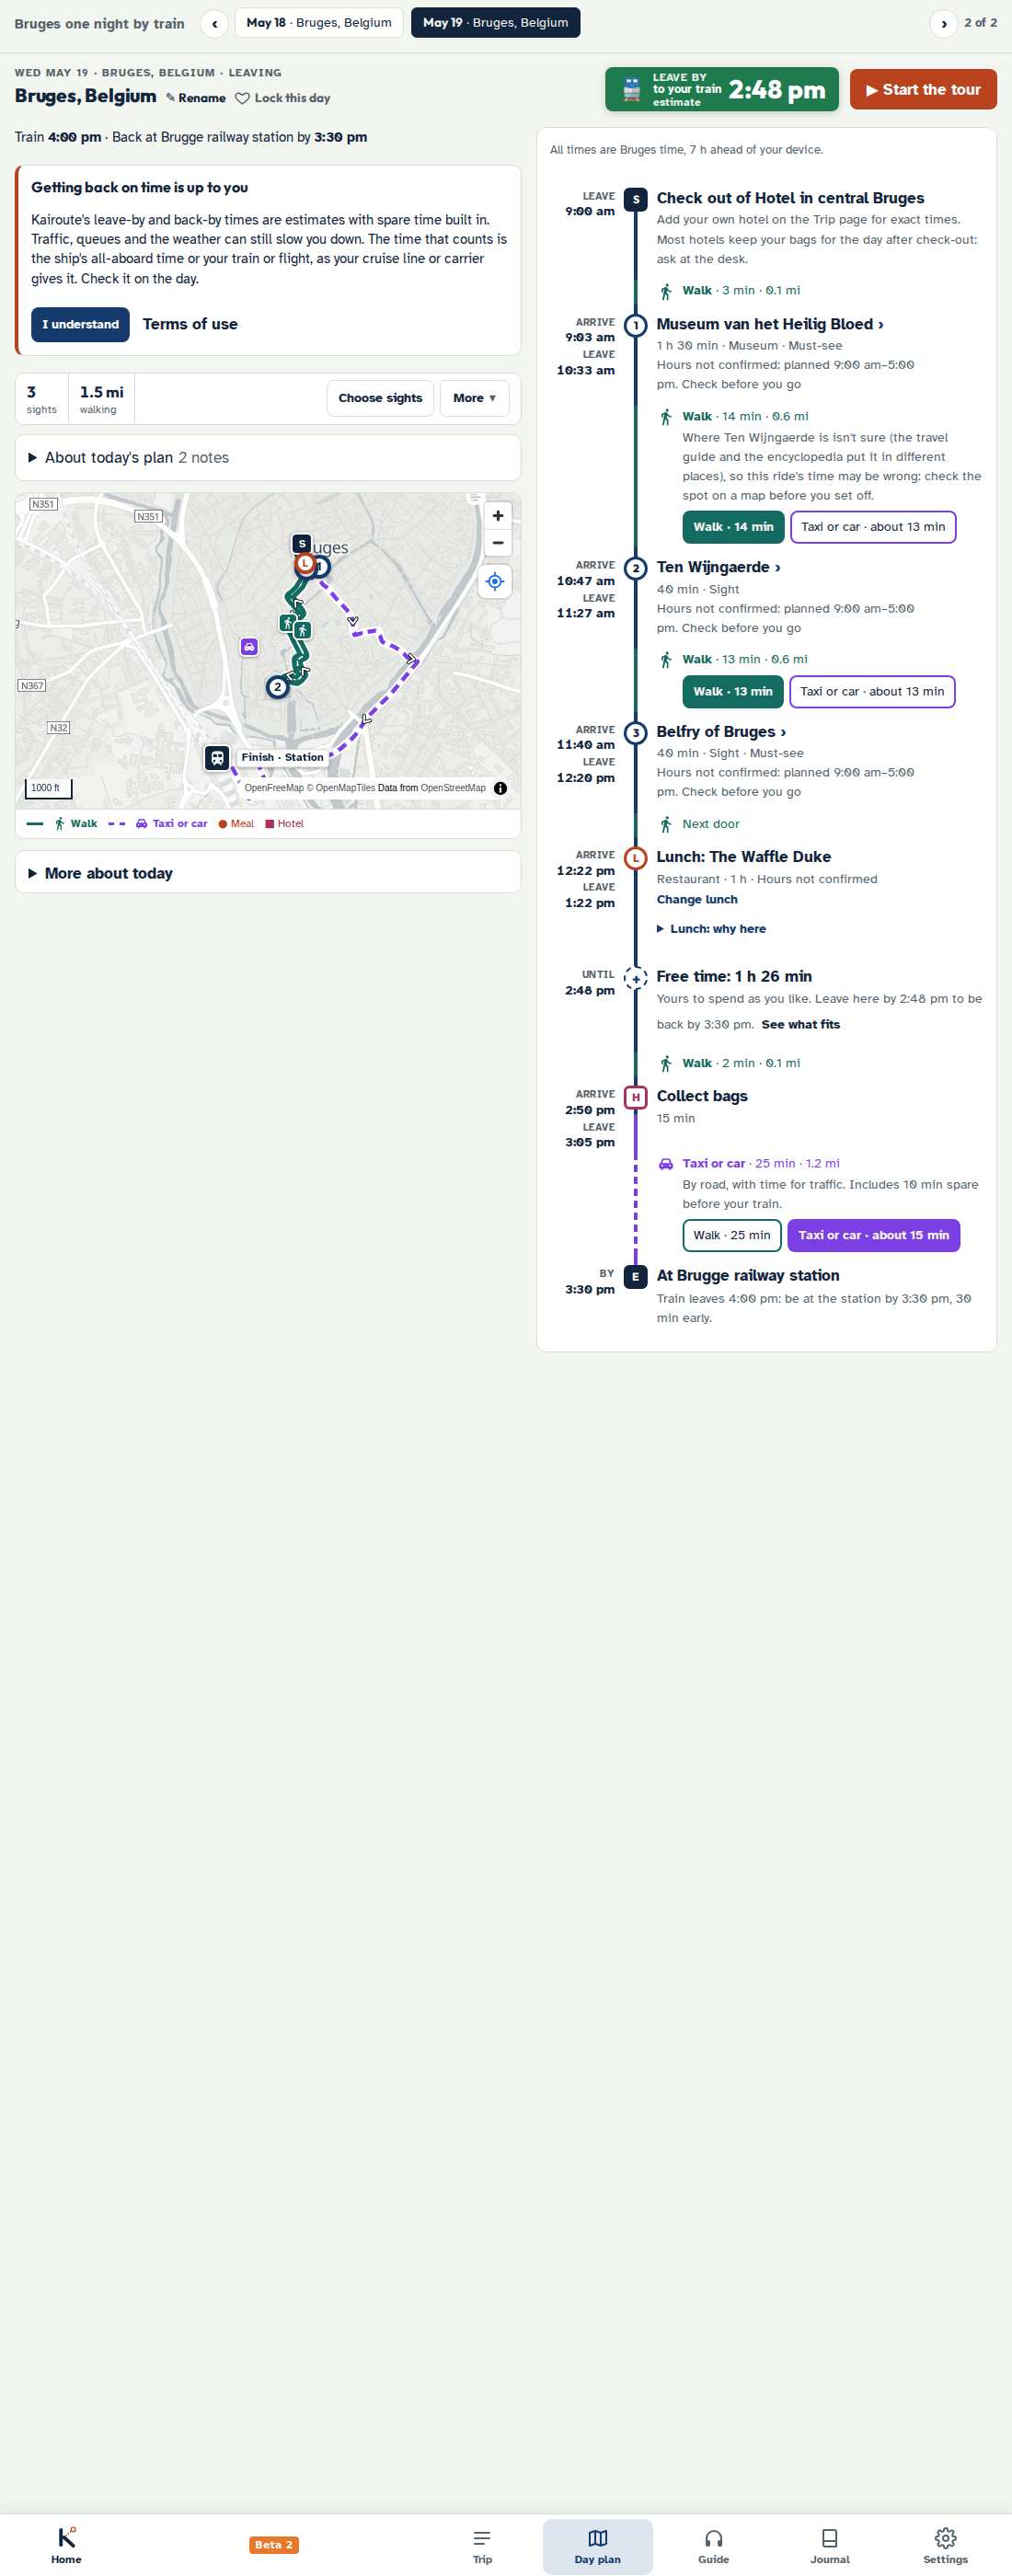 Bruges one night by train
‹
May 18 · Bruges, Belgium
May 19 · Bruges, Belgium
›
2 of 2
WED MAY 19 · BRUGES, BELGIUM · LEAVING
Bruges, Belgium
✎ Rename
Lock this day
LEAVE BY
to your train
estimate
2:48 pm
▶ Start the tour
Train 4:00 pm · Back at Brugge railway station by 3:30 pm
Getting back on time is up to you
Kairoute's leave-by and back-by times are estimates with spare time built in.
Traffic, queues and the weather can still slow you down. The time that counts is
the ship's all-aboard time or your train or flight, as your cruise line or carrier
gives it. Check it on the day.
I understand
Terms of use
3
sights
1.5 mi
walking
Choose sights
More ▼
▶ About today's plan 2 notes
N351
N351
uges
S
L
1
2
N367
N32
Finish · Station
+
−
1000 ft
OpenFreeMap © OpenMapTiles Data from OpenStreetMap
Walk
Taxi or car
Meal
Hotel
▶ More about today
All times are Bruges time, 7 h ahead of your device.
LEAVE
9:00 am
S
Check out of Hotel in central Bruges
Add your own hotel on the Trip page for exact times.
Most hotels keep your bags for the day after check-out:
ask at the desk.
Walk · 3 min · 0.1 mi
ARRIVE
9:03 am
LEAVE
10:33 am
1
Museum van het Heilig Bloed ›
1 h 30 min · Museum · Must-see
Hours not confirmed: planned 9:00 am–5:00
pm. Check before you go
Walk · 14 min · 0.6 mi
Where Ten Wijngaerde is isn't sure (the travel
guide and the encyclopedia put it in different
places), so this ride's time may be wrong: check the
spot on a map before you set off.
Walk · 14 min
Taxi or car · about 13 min
ARRIVE
10:47 am
LEAVE
11:27 am
2
Ten Wijngaerde ›
40 min · Sight
Hours not confirmed: planned 9:00 am–5:00
pm. Check before you go
Walk · 13 min · 0.6 mi
Walk · 13 min
Taxi or car · about 13 min
ARRIVE
11:40 am
LEAVE
12:20 pm
3
Belfry of Bruges ›
40 min · Sight · Must-see
Hours not confirmed: planned 9:00 am–5:00
pm. Check before you go
Next door
ARRIVE
12:22 pm
LEAVE
1:22 pm
L
Lunch: The Waffle Duke
Restaurant · 1 h · Hours not confirmed
Change lunch
▶ Lunch: why here
UNTIL
2:48 pm
+
Free time: 1 h 26 min
Yours to spend as you like. Leave here by 2:48 pm to be
back by 3:30 pm. See what fits
Walk · 2 min · 0.1 mi
ARRIVE
2:50 pm
LEAVE
3:05 pm
H
Collect bags
15 min
Taxi or car · 25 min · 1.2 mi
By road, with time for traffic. Includes 10 min spare
before your train.
Walk · 25 min
Taxi or car · about 15 min
BY
3:30 pm
E
At Brugge railway station
Train leaves 4:00 pm: be at the station by 3:30 pm, 30
min early.
Home
Beta 2
Trip
Day plan
Guide
Journal
Settings